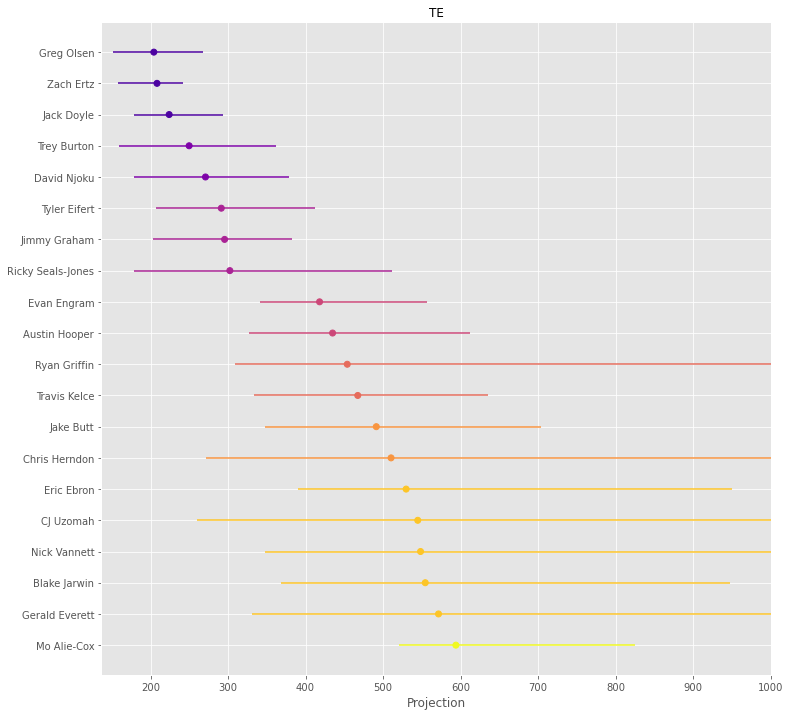 TE
Greg Olsen
Zach Ertz
Jack Doyle
Trey Burton
David Njoku
Tyler Eifert
Jimmy Graham
Ricky Seals-Jones
Evan Engram
Austin Hooper
Ryan Griffin
Travis Kelce
Jake Butt
Chris Herndon
Eric Ebron
CJ Uzomah
Nick Vannett
Blake Jarwin
Gerald Everett
Mo Alie-Cox
200 300 400 500 600 700 800 900 1000
Projection